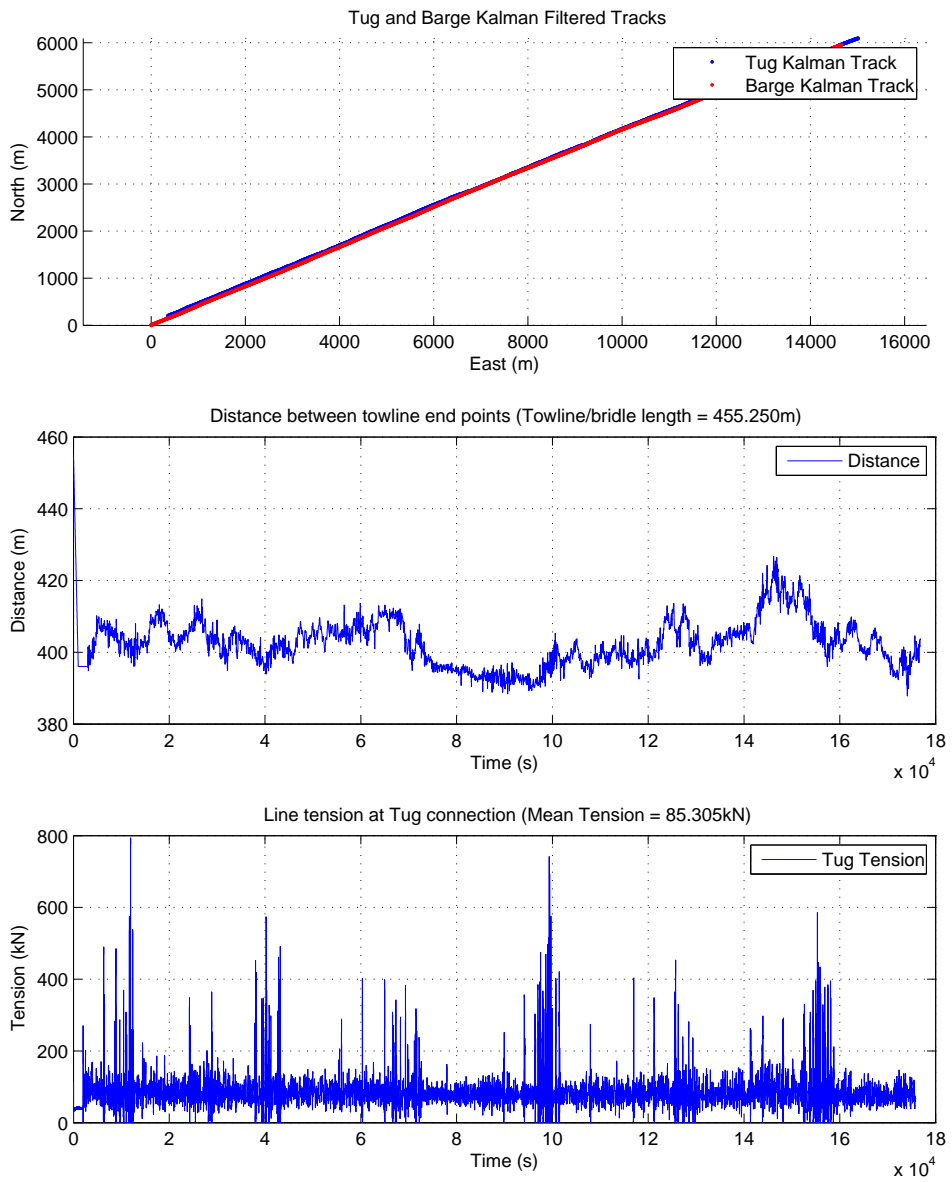 Tug and Barge Kalman Filtered Tracks
6000
5000
4000
3000
2000
1000
0
North (m)
Tug Kalman Track
Barge Kalman Track
0 2000 4000 6000 8000 10000 12000 14000 16000
East (m)
Distance between towline end points (Towline/bridle length = 455.250m)
460
440
420
400
380
Distance (m)
Distance
0 2 4 6 8 10 12 14 16 18
Time (s)
x 10^4
Line tension at Tug connection (Mean Tension = 85.305kN)
800
600
400
200
0
Tension (kN)
Tug Tension
0 2 4 6 8 10 12 14 16 18
Time (s)
x 10^4